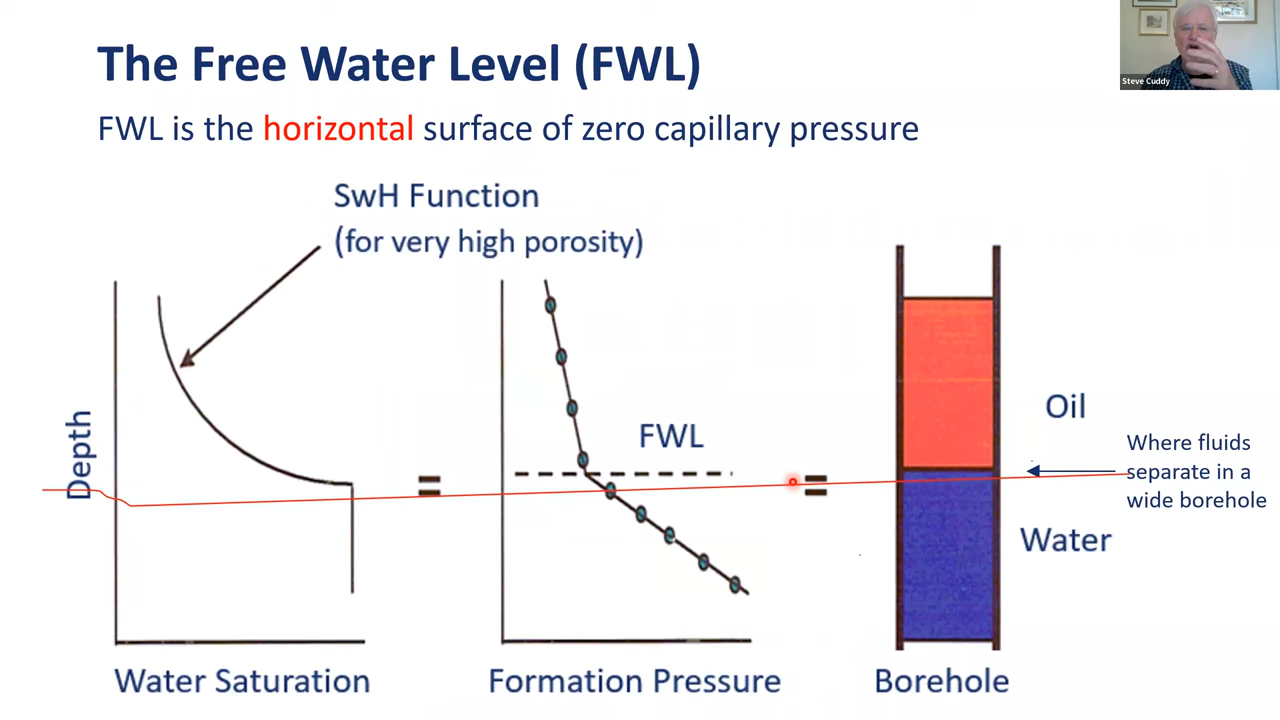 The Free Water Level (FWL)
Steve Cuddy
FWL is the horizontal surface of zero capillary pressure
SwH Function
(for very high porosity)
Depth
=
FWL
=
Oil
Where fluids
separate in a
wide borehole
Water
Water Saturation
Formation Pressure
Borehole